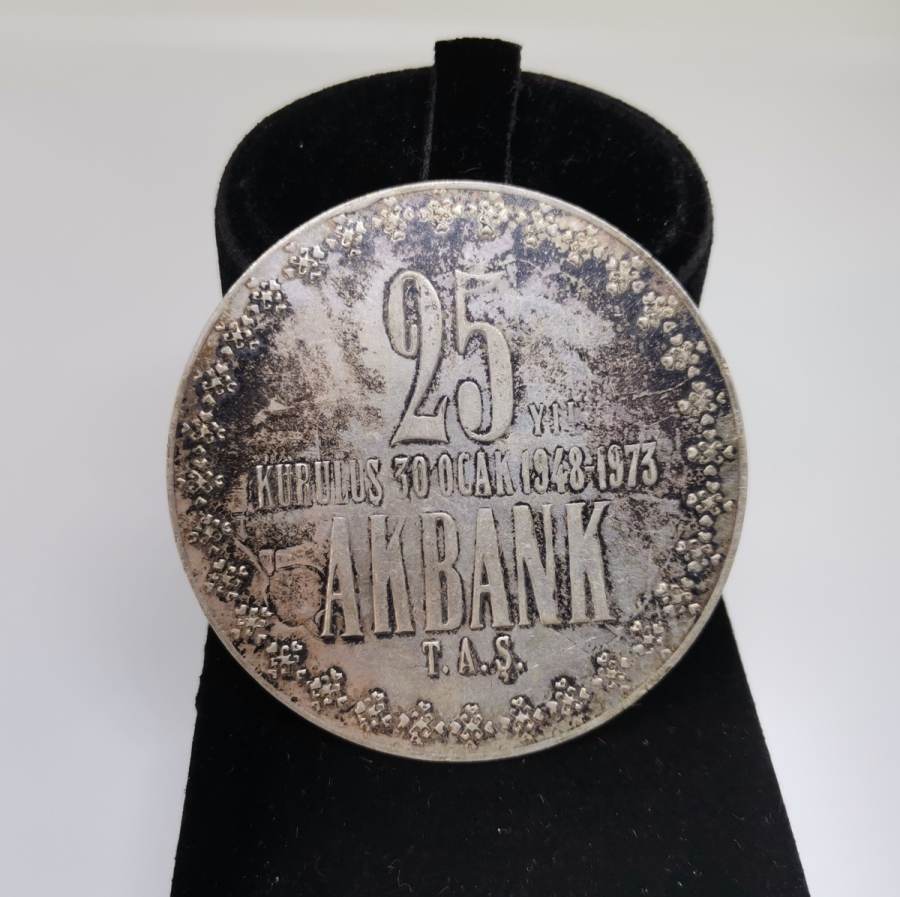 25
YIL
KURULUŞ 30 OCAK 1948-1973
AKBANK
T.A.Ş.